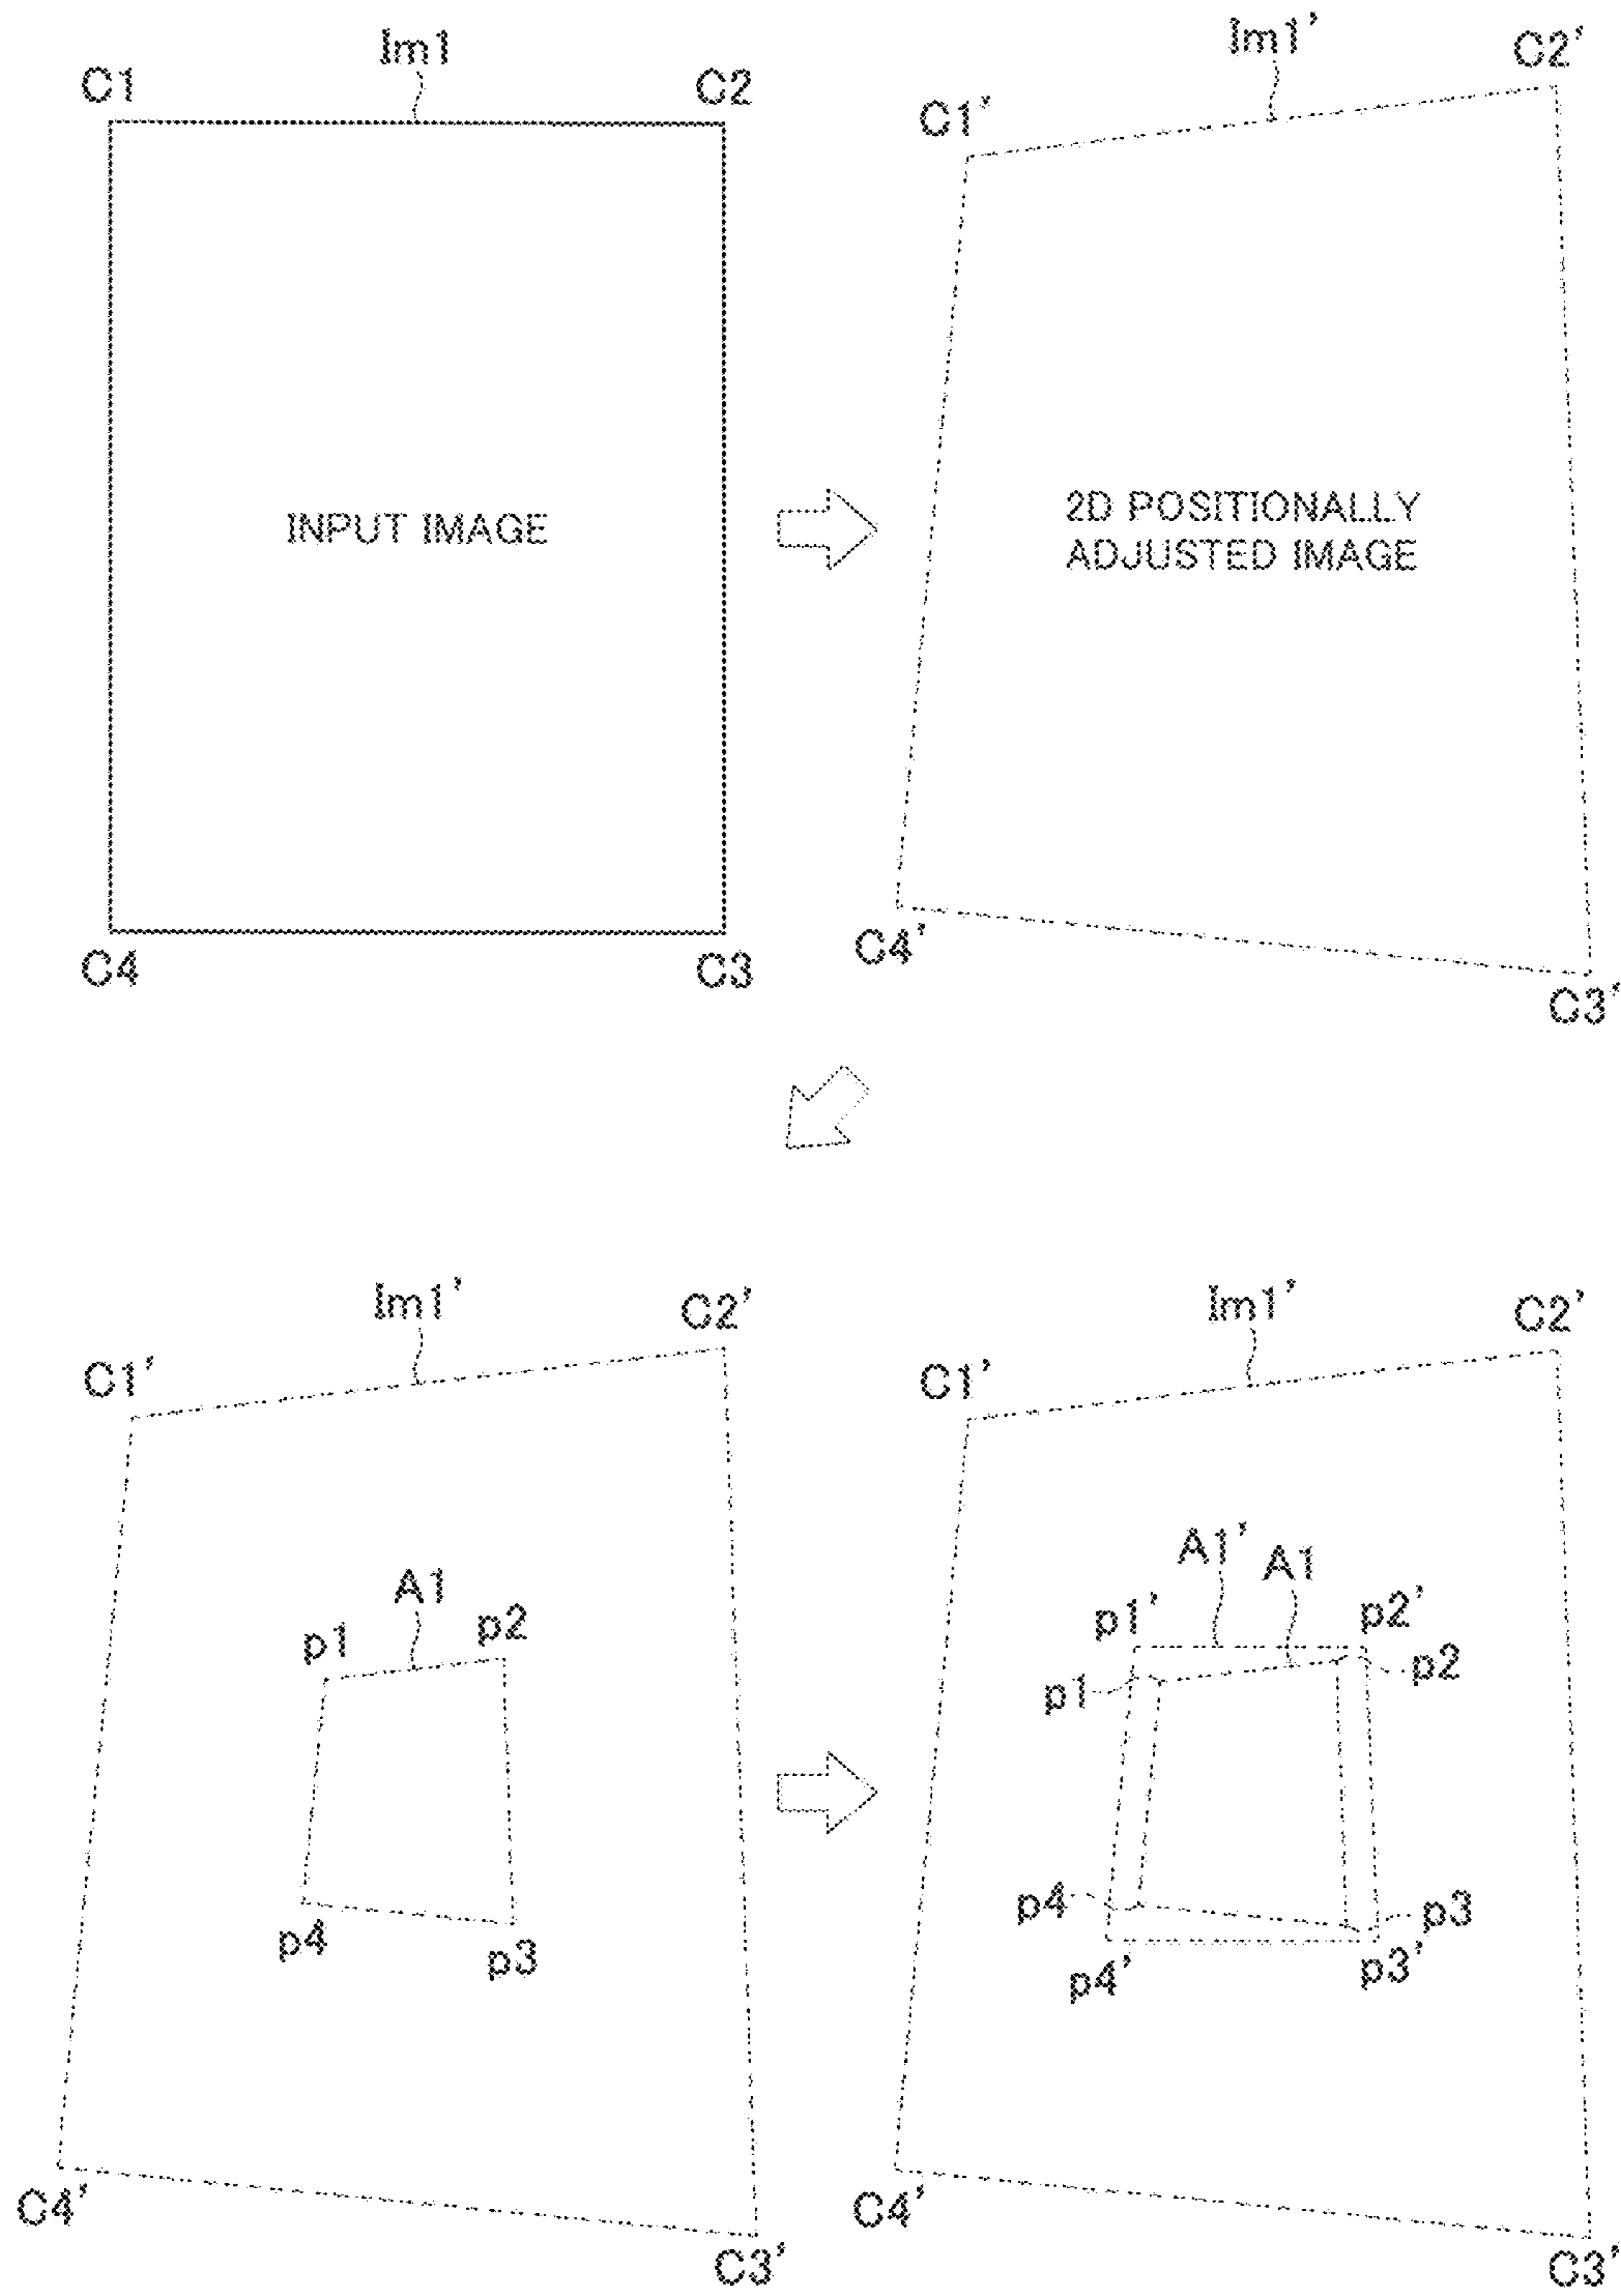 Im1
C1
C2
INPUT IMAGE
C4
C3
Im1'
C2'
C1'
2D POSITIONALLY
ADJUSTED IMAGE
C4'
C3'
Im1'
C2'
C1'
A1
p1
p2
p4
p3
C4'
C3'
Im1'
C2'
C1'
A1'
A1
p1'
p2'
p1
p2
p4
p3
p4'
p3'
C4'
C3'